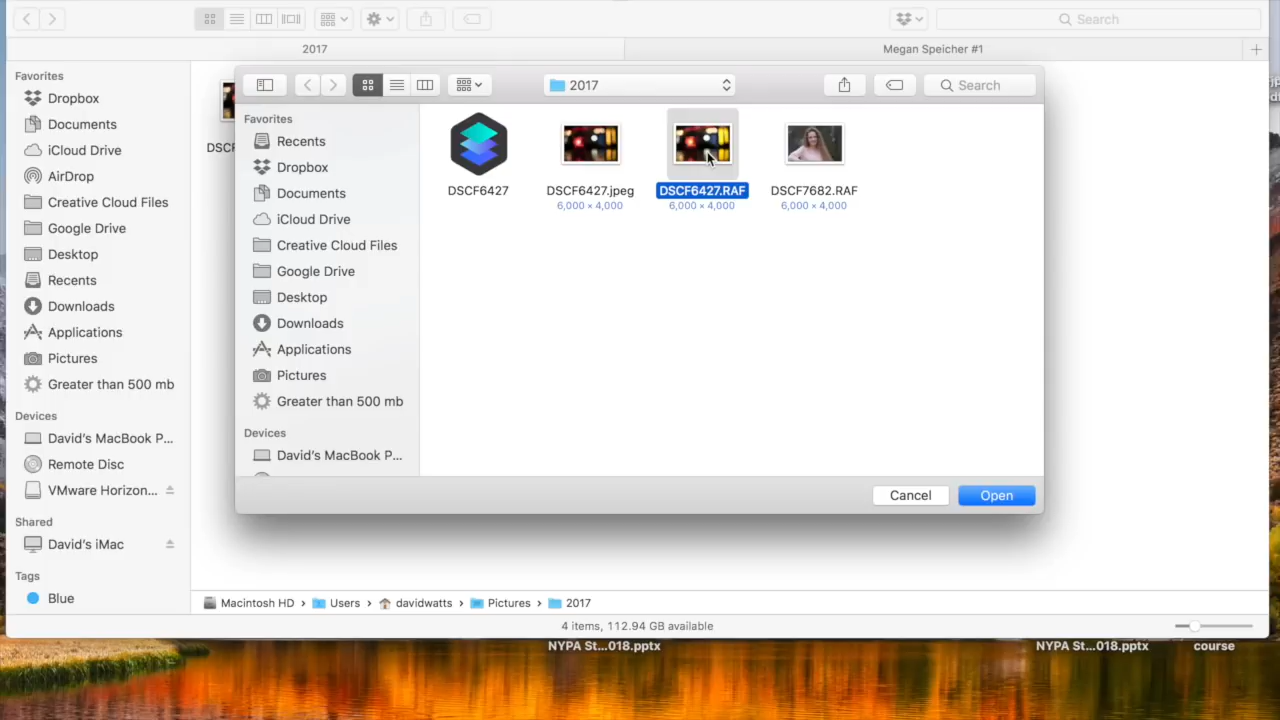 Search
2017
Megan Speicher #1
Favorites
Dropbox
Documents
iCloud Drive
AirDrop
Creative Cloud Files
Google Drive
Desktop
Recents
Downloads
Applications
Pictures
Greater than 500 mb
Devices
David's MacBook P...
Remote Disc
VMware Horizon...
Shared
David's iMac
Tags
Blue
DSCF
2017
Search
Favorites
Recents
Dropbox
Documents
iCloud Drive
Creative Cloud Files
Google Drive
Desktop
Downloads
Applications
Pictures
Greater than 500 mb
Devices
David's MacBook P...
DSCF6427
DSCF6427.jpeg
6,000 × 4,000
DSCF6427.RAF
6,000 × 4,000
DSCF7682.RAF
6,000 × 4,000
Cancel
Open
Macintosh HD › Users › davidwatts › Pictures › 2017
4 items, 112.94 GB available
NYPA St...018.pptx
NYPA St...018.pptx
course